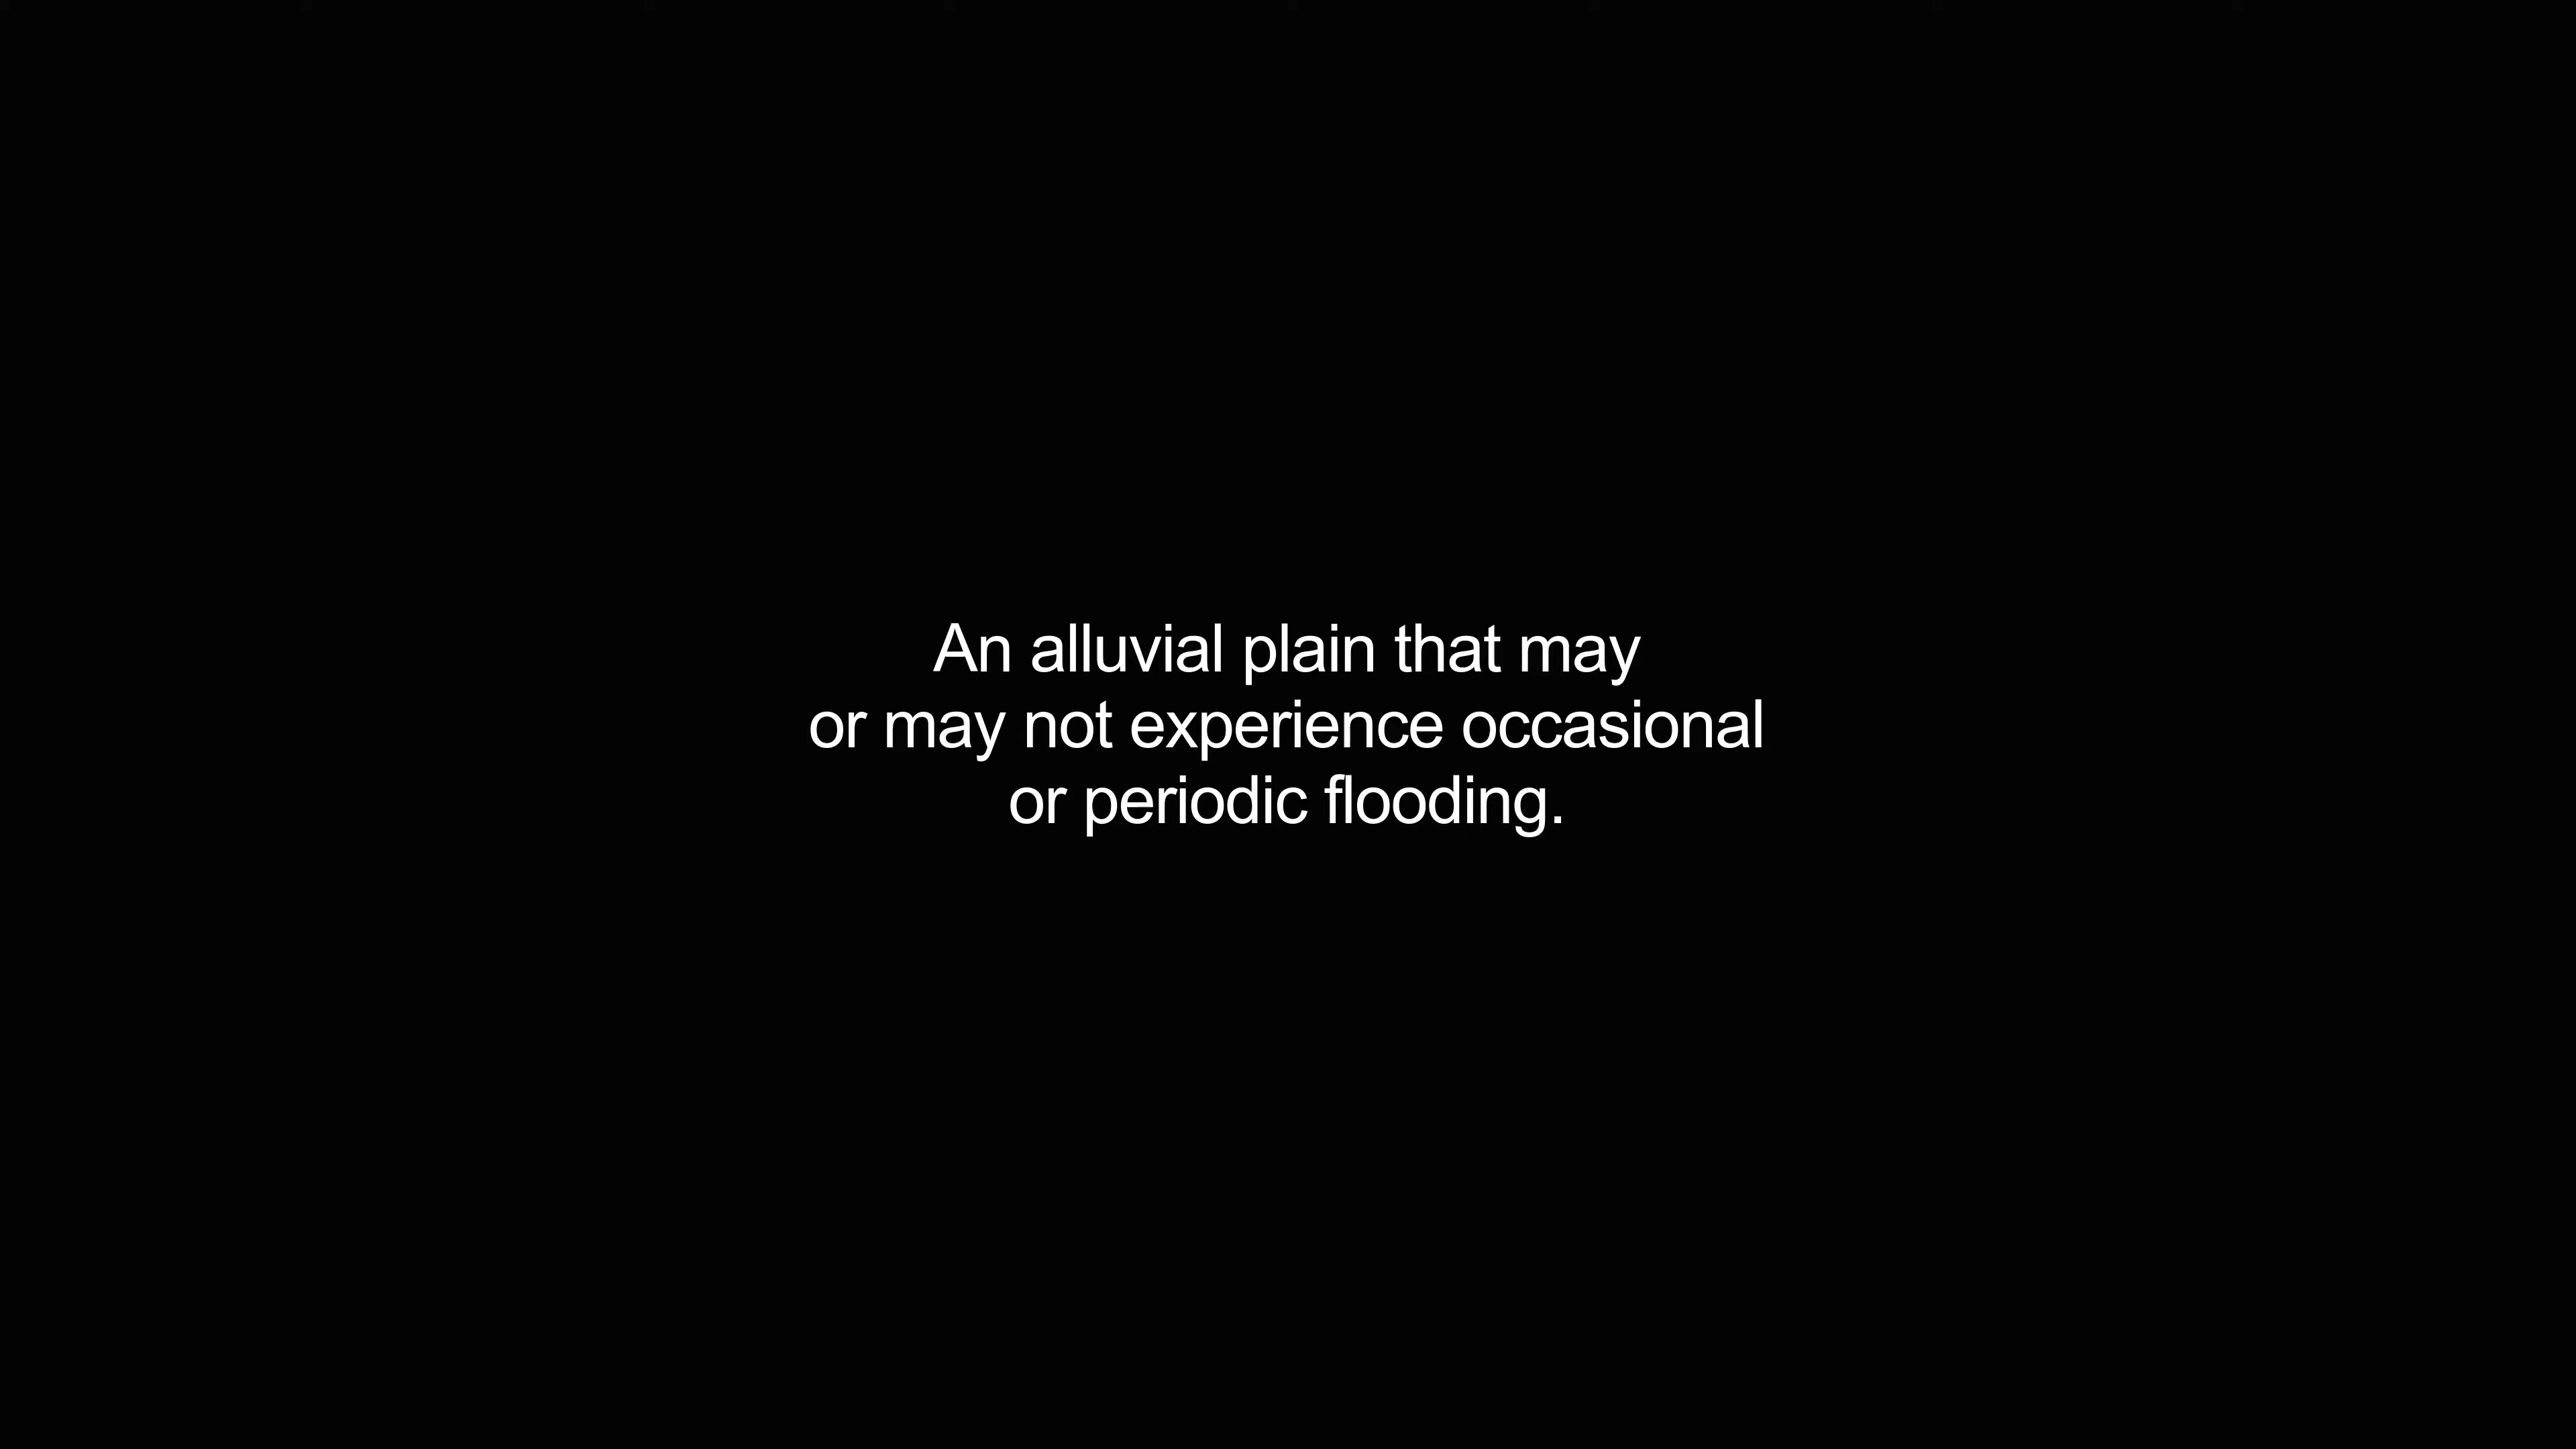 An alluvial plain that may
or may not experience occasional
or periodic flooding.